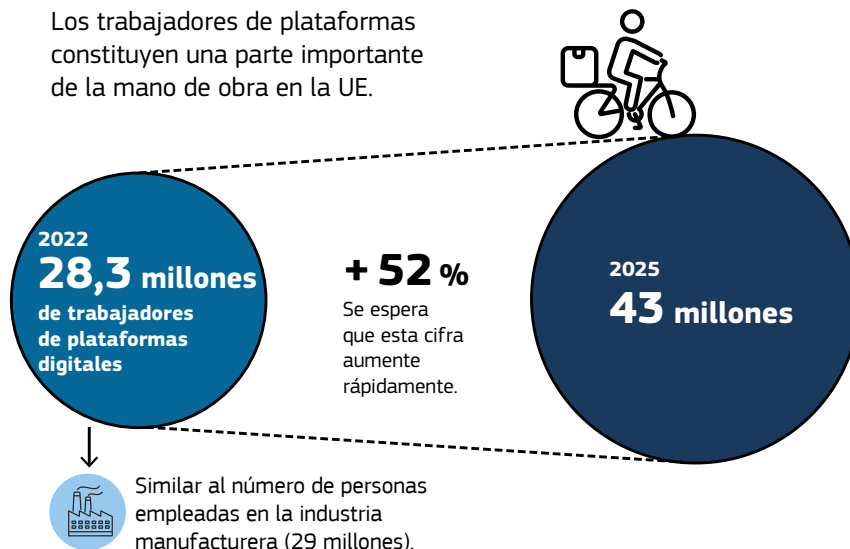 Los trabajadores de plataformas
constituyen una parte importante
de la mano de obra en la UE.
2022
28,3 millones
de trabajadores
de plataformas
digitales
+ 52 %
Se espera
que esta cifra
aumente
rápidamente.
2025
43 millones
Similar al número de personas
empleadas en la industria
manufacturera (29 millones).